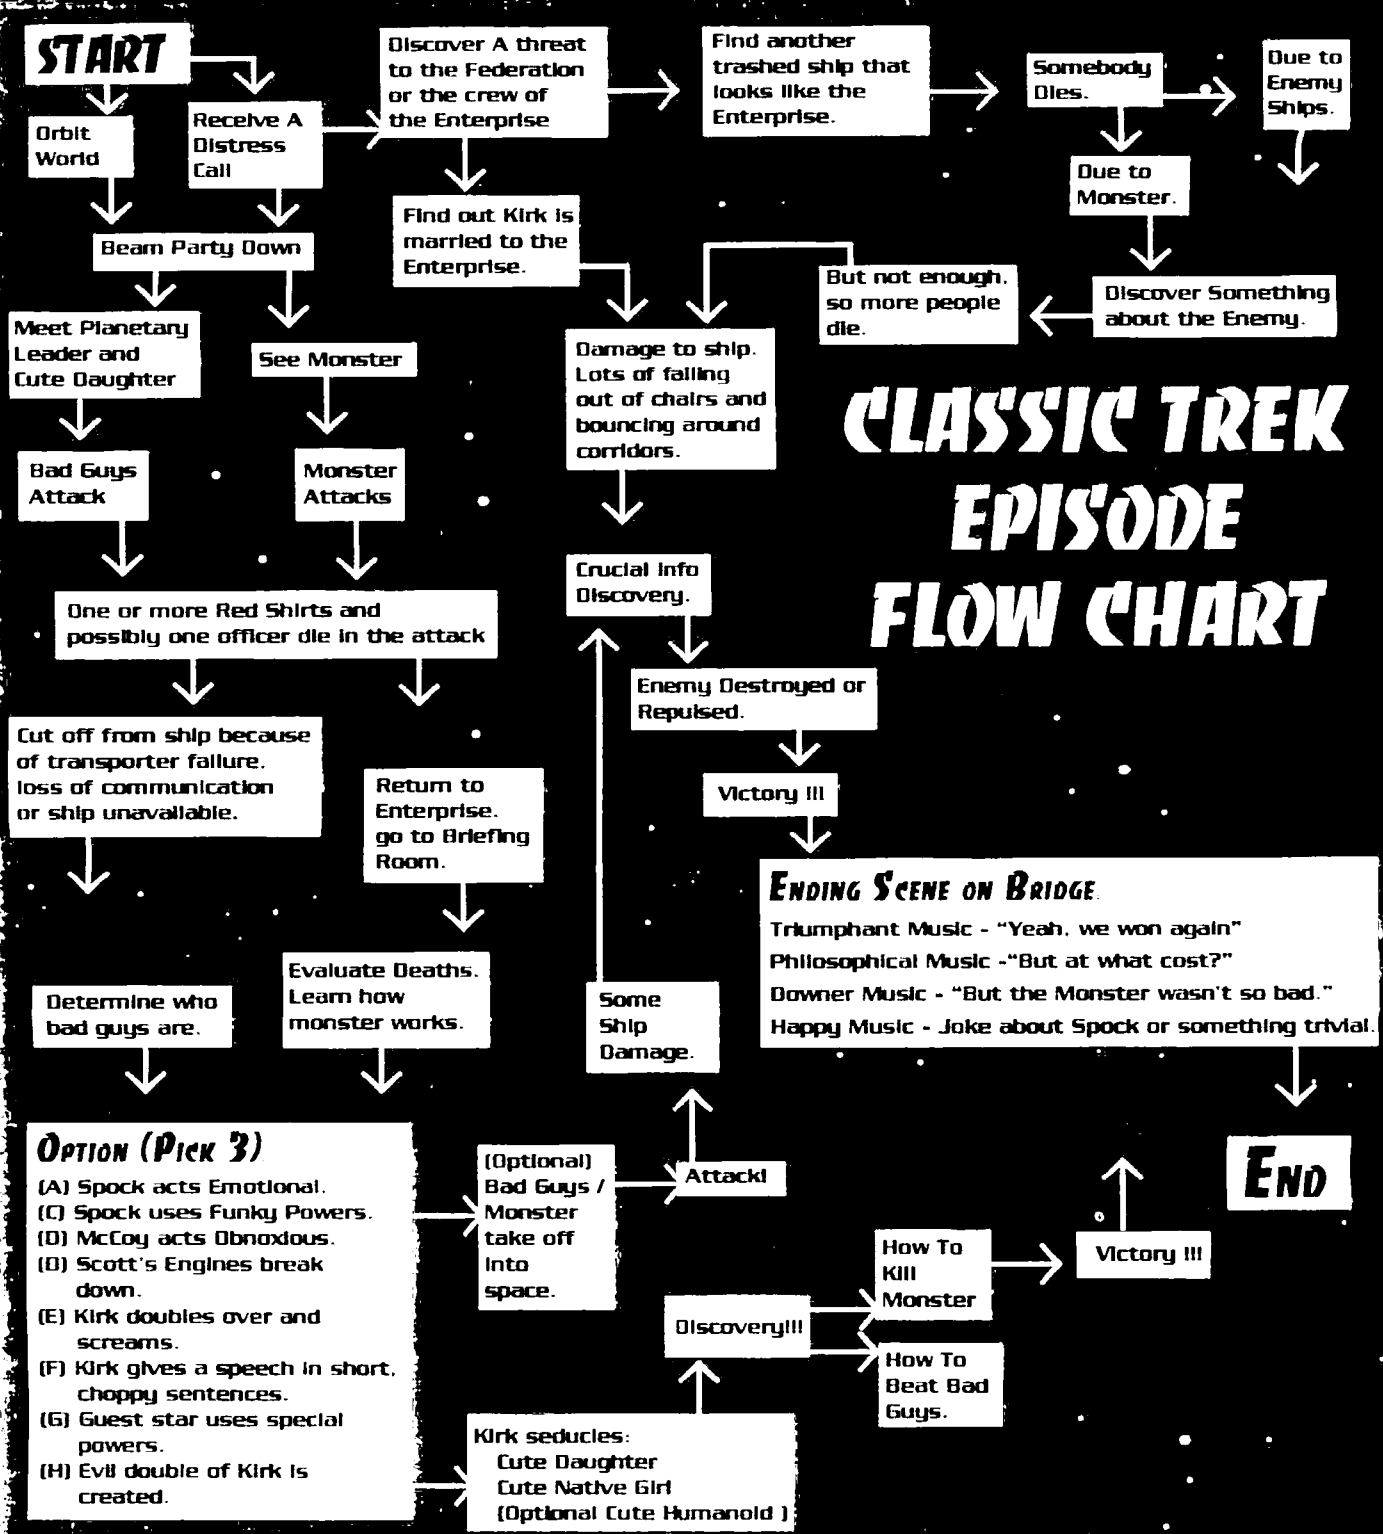 START
Orbit
World
Receive A
Distress
Call
Discover A threat
to the Federation
or the crew of
the Enterprise
Find another
trashed ship that
looks like the
Enterprise.
Somebody
Dies.
Due to
Enemy
Ships.
Due to
Monster.
Beam Party Down
Find out Kirk is
married to the
Enterprise.
But not enough,
so more people
die.
Discover Something
about the Enemy.
Meet Planetary
Leader and
Cute Daughter
See Monster
Damage to ship.
Lots of falling
out of chairs and
bouncing around
corridors.
CLASSIC TREK
EPISODE
FLOW CHART
Bad Guys
Attack
Monster
Attacks
Crucial Info
Discovery.
One or more Red Shirts and
possibly one officer die in the attack
Enemy Destroyed or
Repulsed.
Cut off from ship because
of transporter failure,
loss of communication
or ship unavailable.
Return to
Enterprise,
go to Briefing
Room.
Victory !!!
ENDING SCENE ON BRIDGE
Triumphant Music - "Yeah, we won again"
Philosophical Music -"But at what cost?"
Downer Music - "But the Monster wasn't so bad."
Happy Music - Joke about Spock or something trivial.
Determine who
bad guys are.
Evaluate Deaths.
Learn how
monster works.
Some
Ship
Damage.
OPTION (PICK 3)
(A) Spock acts Emotional.
(C) Spock uses Funky Powers.
(D) McCoy acts Obnoxious.
(D) Scott's Engines break
down.
(E) Kirk doubles over and
screams.
(F) Kirk gives a speech in short,
choppy sentences.
(G) Guest star uses special
powers.
(H) Evil double of Kirk is
created.
(Optional)
Bad Guys /
Monster
take off
into
space.
Attack!
END
How To
Kill
Monster
Victory !!!
Discovery!!!
How To
Beat Bad
Guys.
Kirk seducles:
Cute Daughter
Cute Native Girl
(Optional Cute Humanoid )